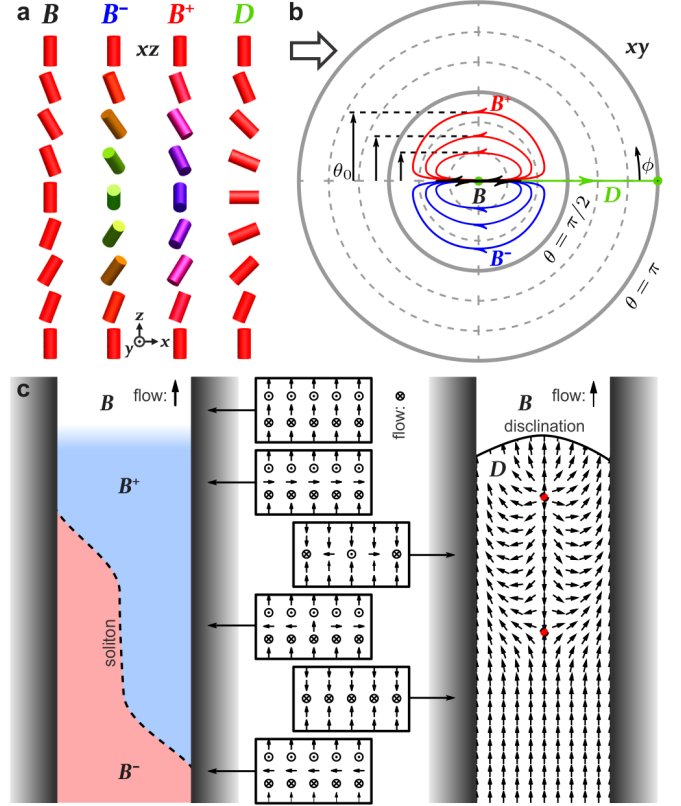 a
B
B⁻
B⁺
D
xz
z
y
x
b
xy
B⁺
θ₀
B
D
ϕ
B⁻
θ = π/2
θ = π
c
B
flow:
B⁺
soliton
B⁻
flow:
B
flow:
disclination
D